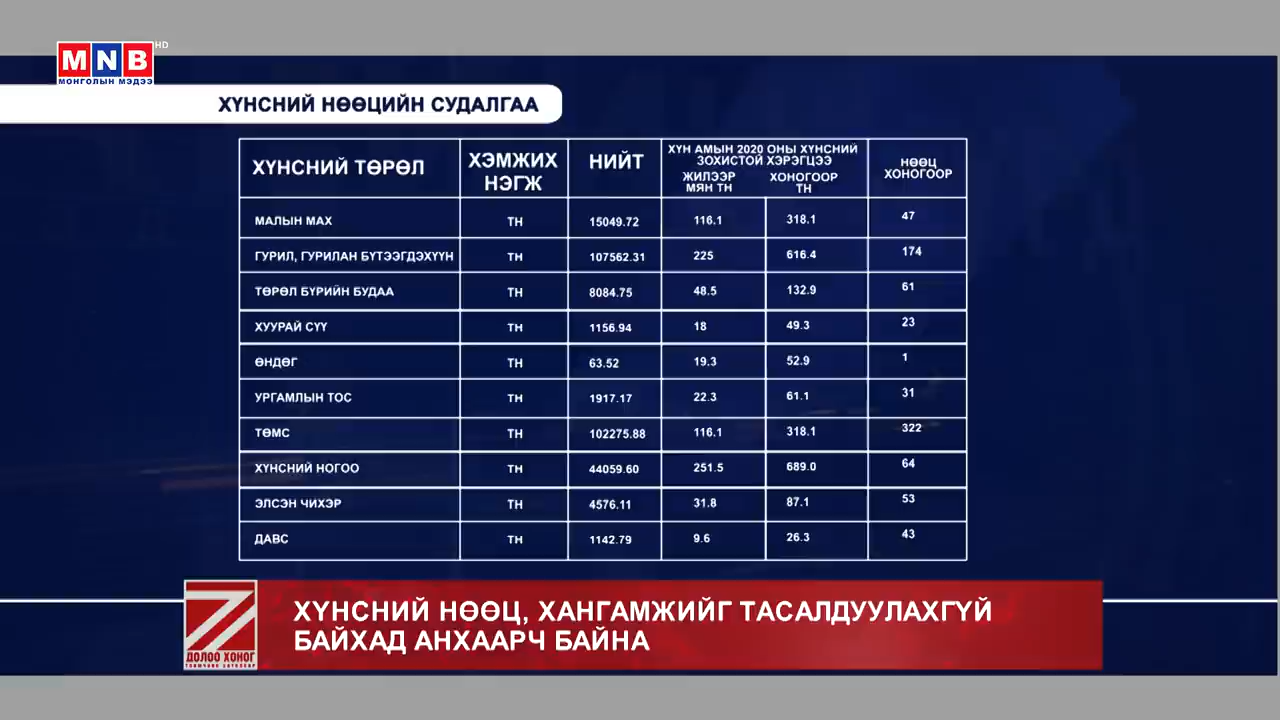 MNB HD
МОНГОЛЫН МЭДЭЭ
ХҮНСНИЙ НӨӨЦИЙН СУДАЛГАА
ХҮНСНИЙ ТӨРӨЛ ХЭМЖИХ НЭГЖ НИЙТ ХҮН АМЫН 2020 ОНЫ ХҮНСНИЙ ЗОХИСТОЙ ХЭРЭГЦЭЭ ЖИЛЭЭР МЯН ТН ХОНОГООР ТН НӨӨЦ ХОНОГООР
МАЛЫН МАХ ТН 15049.72 116.1 318.1 47
ГУРИЛ, ГУРИЛАН БҮТЭЭГДЭХҮҮН ТН 107562.31 225 616.4 174
ТӨРӨЛ БҮРИЙН БУДАА ТН 8084.75 48.5 132.9 61
ХУУРАЙ СҮҮ ТН 1156.94 18 49.3 23
ӨНДӨГ ТН 63.52 19.3 52.9 1
УРГАМЛЫН ТОС ТН 1917.17 22.3 61.1 31
ТӨМС ТН 102275.88 116.1 318.1 322
ХҮНСНИЙ НОГОО ТН 44059.60 251.5 689.0 64
ЭЛСЭН ЧИХЭР ТН 4576.11 31.8 87.1 53
ДАВС ТН 1142.79 9.6 26.3 43
ХҮНСНИЙ НӨӨЦ, ХАНГАМЖИЙГ ТАСАЛДУУЛАХГҮЙ
БАЙХАД АНХААРЧ БАЙНА
7
ДОЛОО ХОНОГ